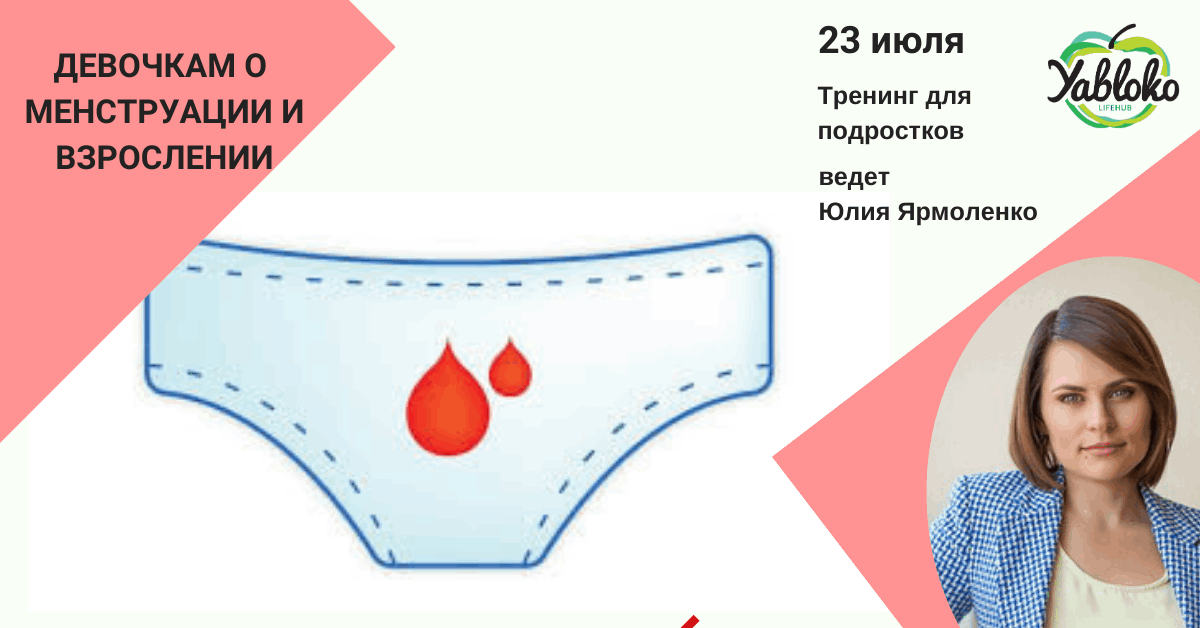 ДЕВОЧКАМ О
МЕНСТРУАЦИИ И
ВЗРОСЛЕНИИ
23 июля
Тренинг для
подростков
ведет
Юлия Ярмоленко
Yabloko
LIFEHUB